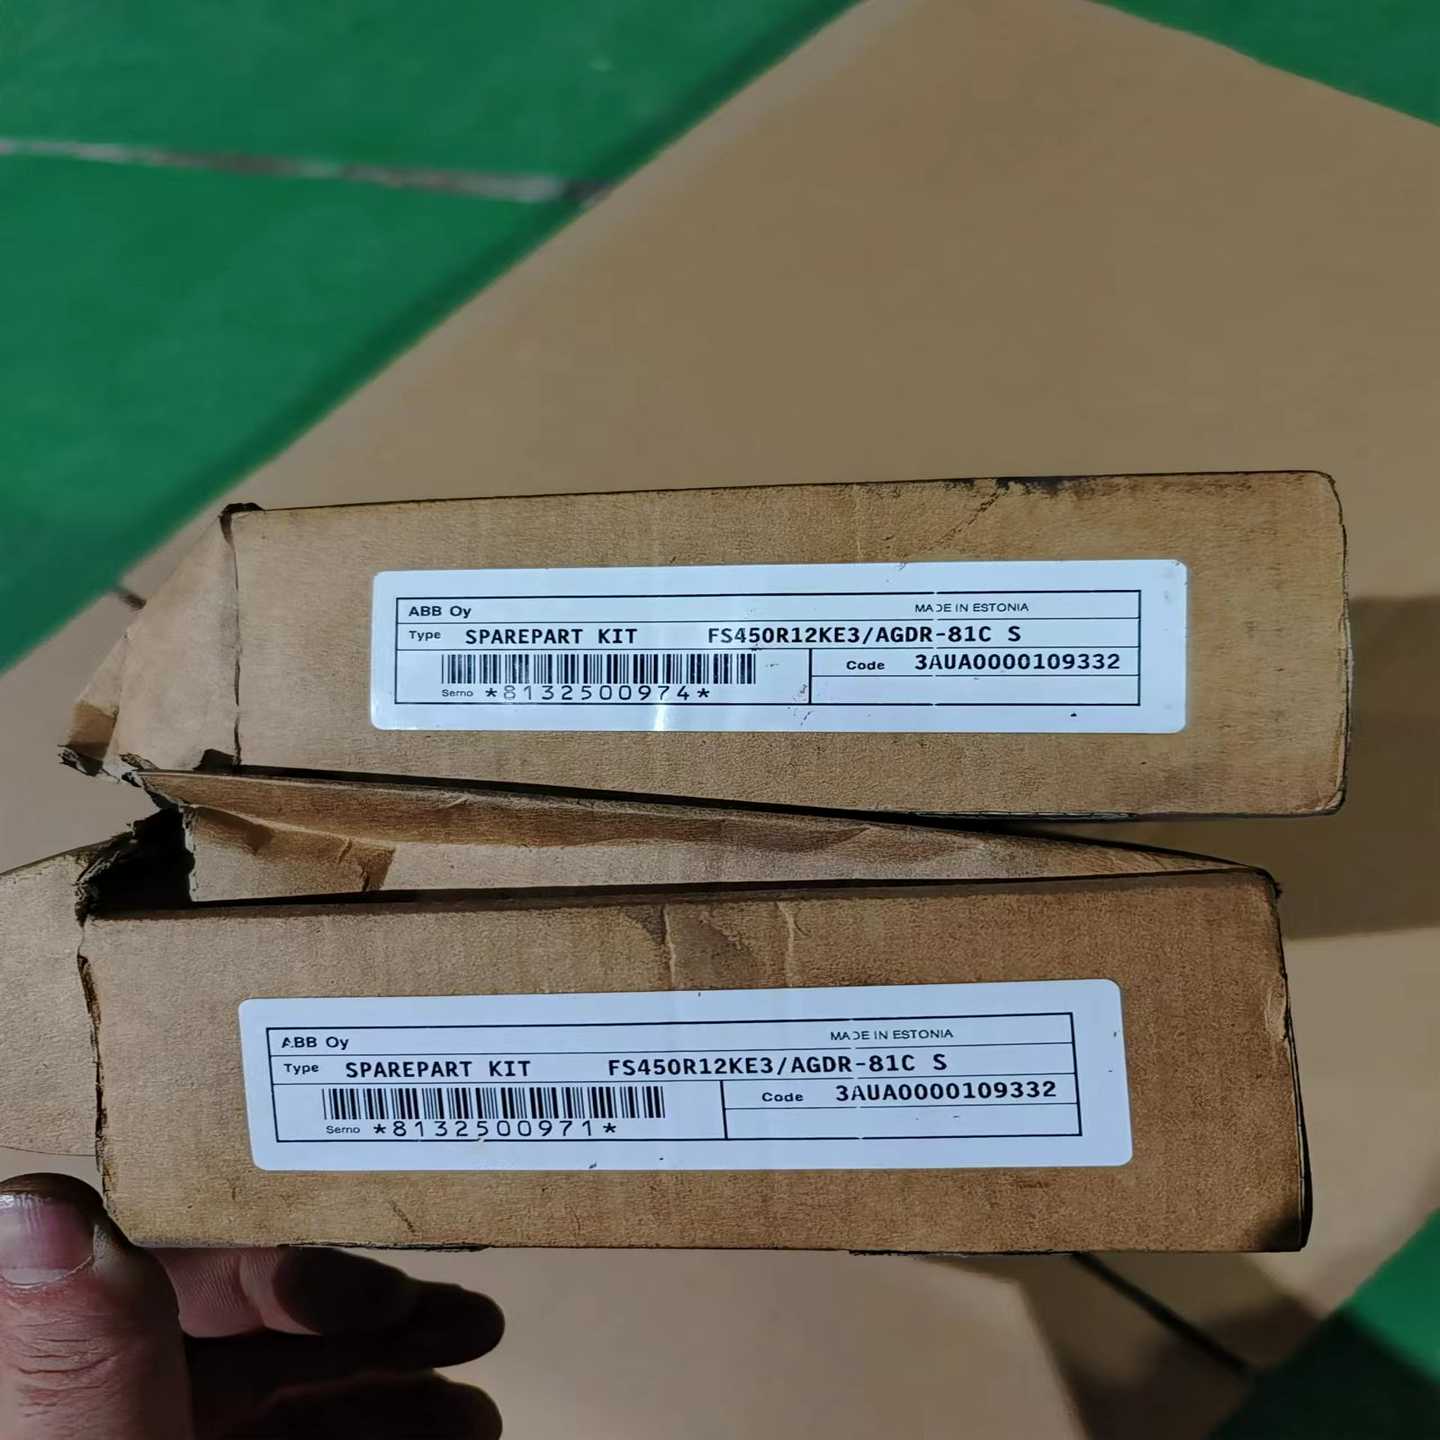 ABB Oy MADE IN ESTONIA
Type SPAREPART KIT FS450R12KE3/AGDR-81C S
Code 3AUA0000109332
Serno *8132500974*
ABB Oy MADE IN ESTONIA
Type SPAREPART KIT FS450R12KE3/AGDR-81C S
Code 3AUA0000109332
Serno *8132500971*